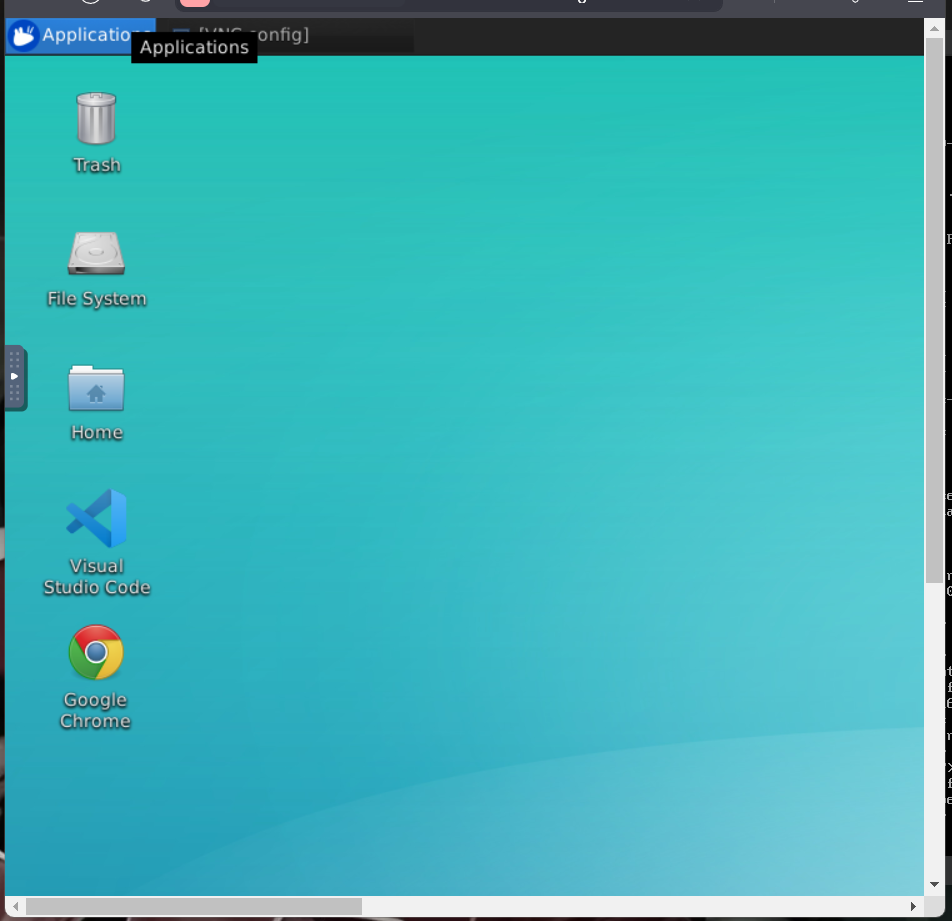 Applications
Applications
Trash
File System
Home
Visual
Studio Code
Google
Chrome